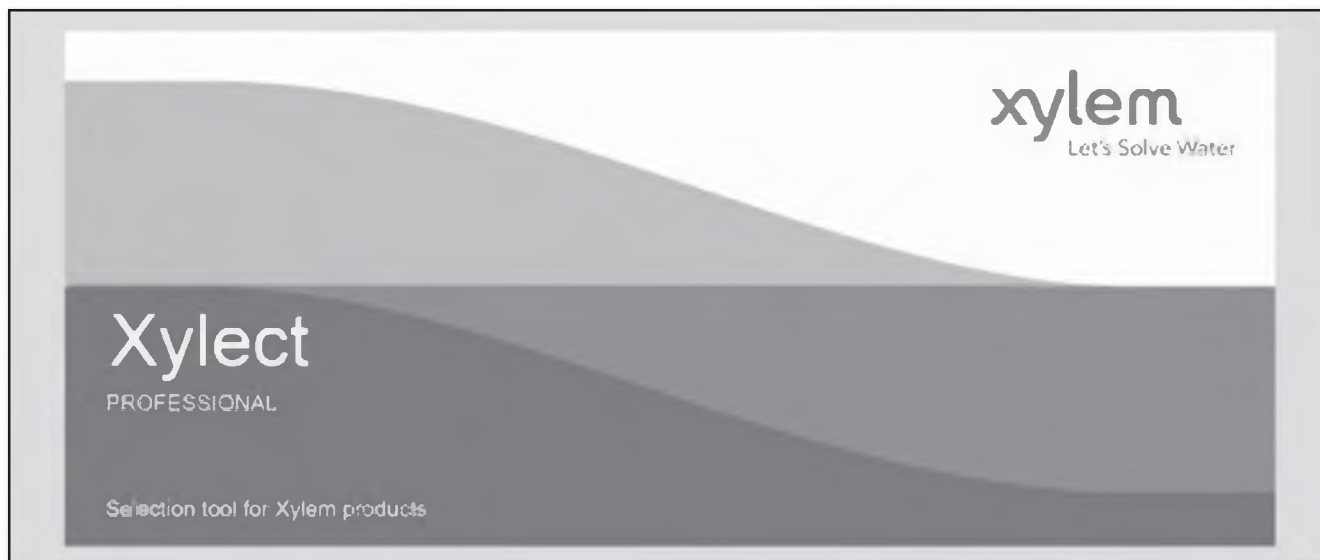 xylem
Let's Solve Water
Xylect
PROFESSIONAL
Selection tool for Xylem products